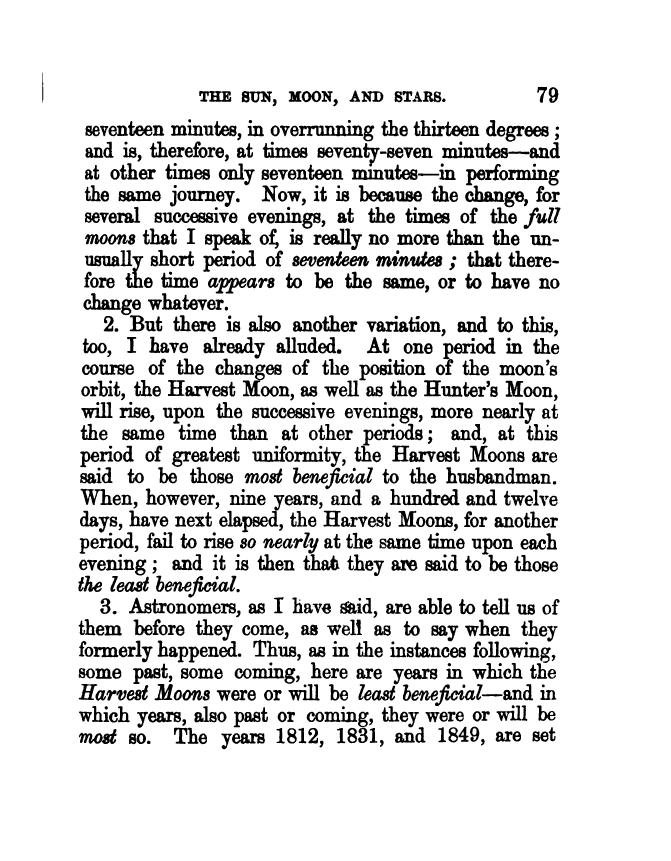 THE SUN, MOON, AND STARS. 79
seventeen minutes, in overrunning the thirteen degrees ;
and is, therefore, at times seventy-seven minutes—and
at other times only seventeen minutes—in performing
the same journey. Now, it is because the change, for
several successive evenings, at the times of the full
moons that I speak of, is really no more than the un-
usually short period of seventeen minutes ; that there-
fore the time appears to be the same, or to have no
change whatever.
2. But there is also another variation, and to this,
too, I have already alluded. At one period in the
course of the changes of the position of the moon's
orbit, the Harvest Moon, as well as the Hunter's Moon,
will rise, upon the successive evenings, more nearly at
the same time than at other periods ; and, at this
period of greatest uniformity, the Harvest Moons are
said to be those most beneficial to the husbandman.
When, however, nine years, and a hundred and twelve
days, have next elapsed, the Harvest Moons, for another
period, fail to rise so nearly at the same time upon each
evening ; and it is then that they are said to be those
the least beneficial.
3. Astronomers, as I have said, are able to tell us of
them before they come, as well as to say when they
formerly happened. Thus, as in the instances following,
some past, some coming, here are years in which the
Harvest Moons were or will be least beneficial—and in
which years, also past or coming, they were or will be
most so. The years 1812, 1831, and 1849, are set